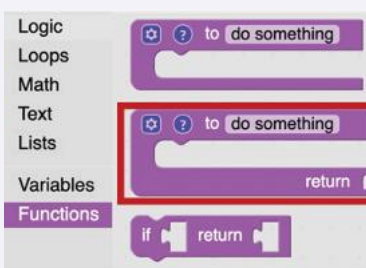 Logic
Loops
Math
Text
Lists
Variables
Functions
? to do something
? to do something
return
if return